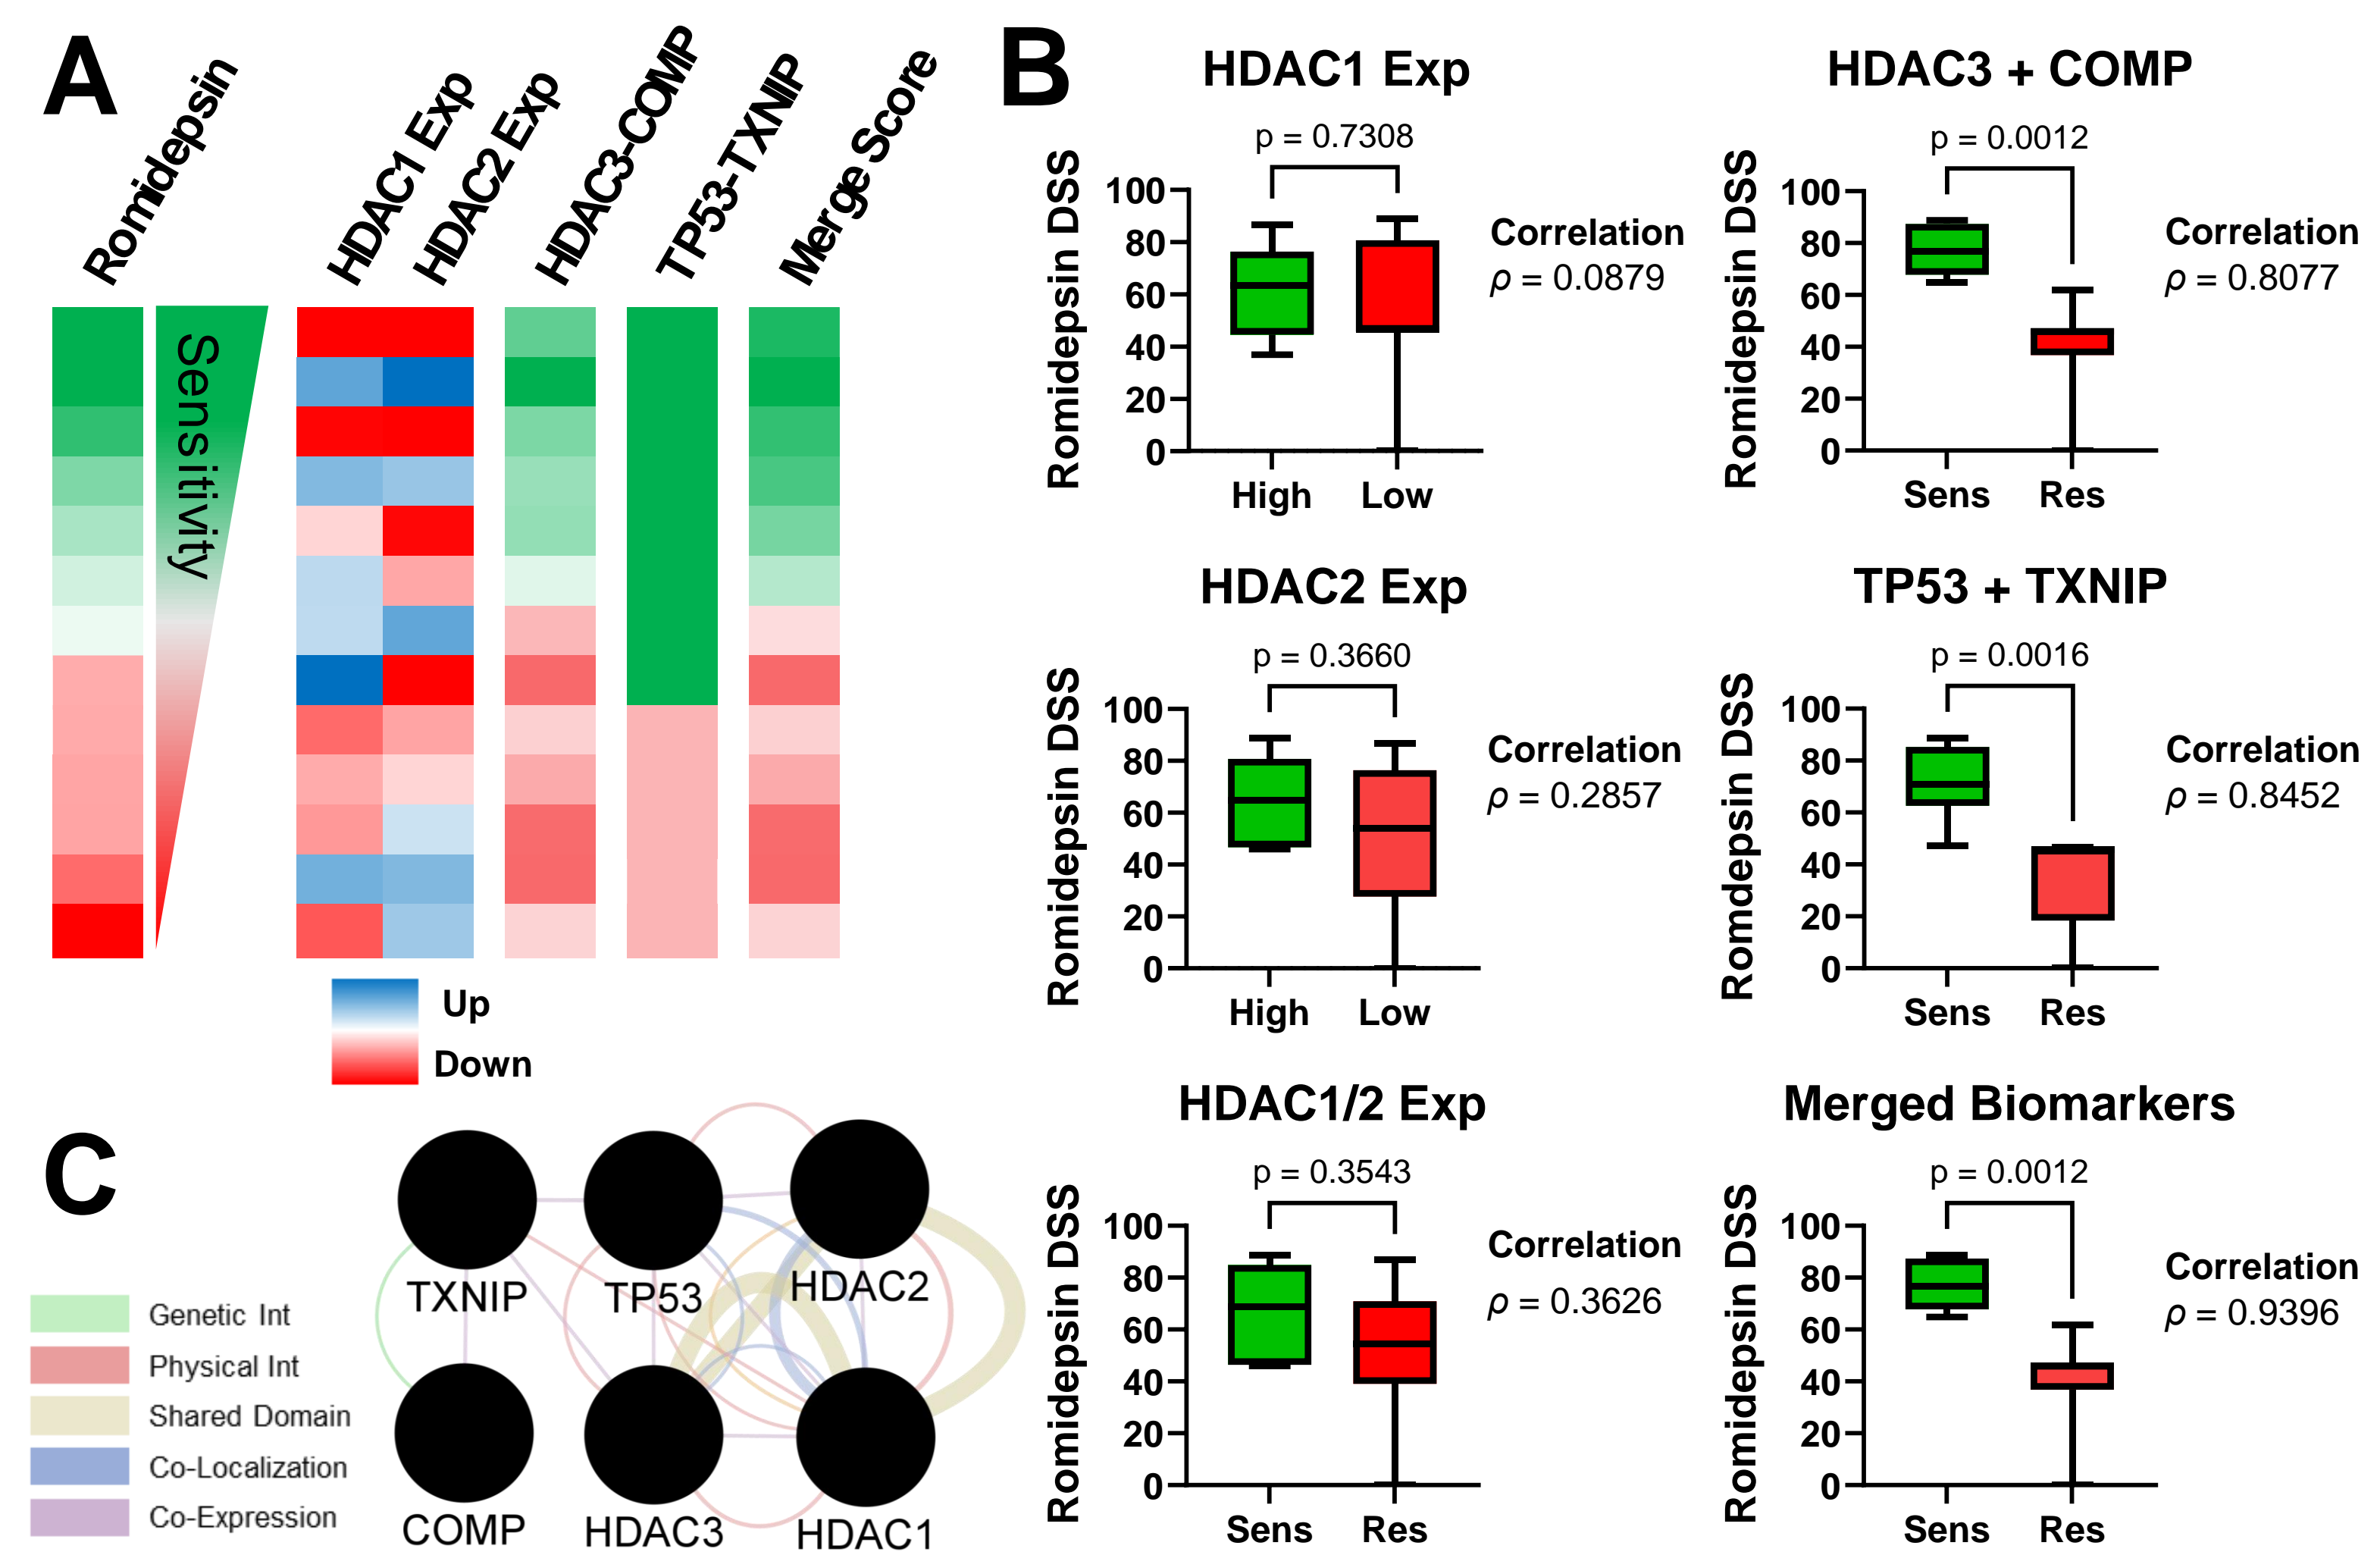 A
Romidepsin
HDAC1 Exp
HDAC2 Exp
HDAC3-COMP
TP53-TXNIP
Merge Score
Sensitivity
Up
Down
B
HDAC1 Exp
p = 0.7308
Romidepsin DSS
100
80
60
40
20
0
High Low
Correlation
ρ = 0.0879
HDAC3 + COMP
p = 0.0012
Romidepsin DSS
100
80
60
40
20
0
Sens Res
Correlation
ρ = 0.8077
HDAC2 Exp
p = 0.3660
Romidepsin DSS
100
80
60
40
20
0
High Low
Correlation
ρ = 0.2857
TP53 + TXNIP
p = 0.0016
Romdepsin DSS
100
80
60
40
20
0
Sens Res
Correlation
ρ = 0.8452
HDAC1/2 Exp
p = 0.3543
Romidepsin DSS
100
80
60
40
20
0
Sens Res
Correlation
ρ = 0.3626
Merged Biomarkers
p = 0.0012
Romidepsin DSS
100
80
60
40
20
0
Sens Res
Correlation
ρ = 0.9396
C
TXNIP
TP53
HDAC2
COMP
HDAC3
HDAC1
Genetic Int
Physical Int
Shared Domain
Co-Localization
Co-Expression